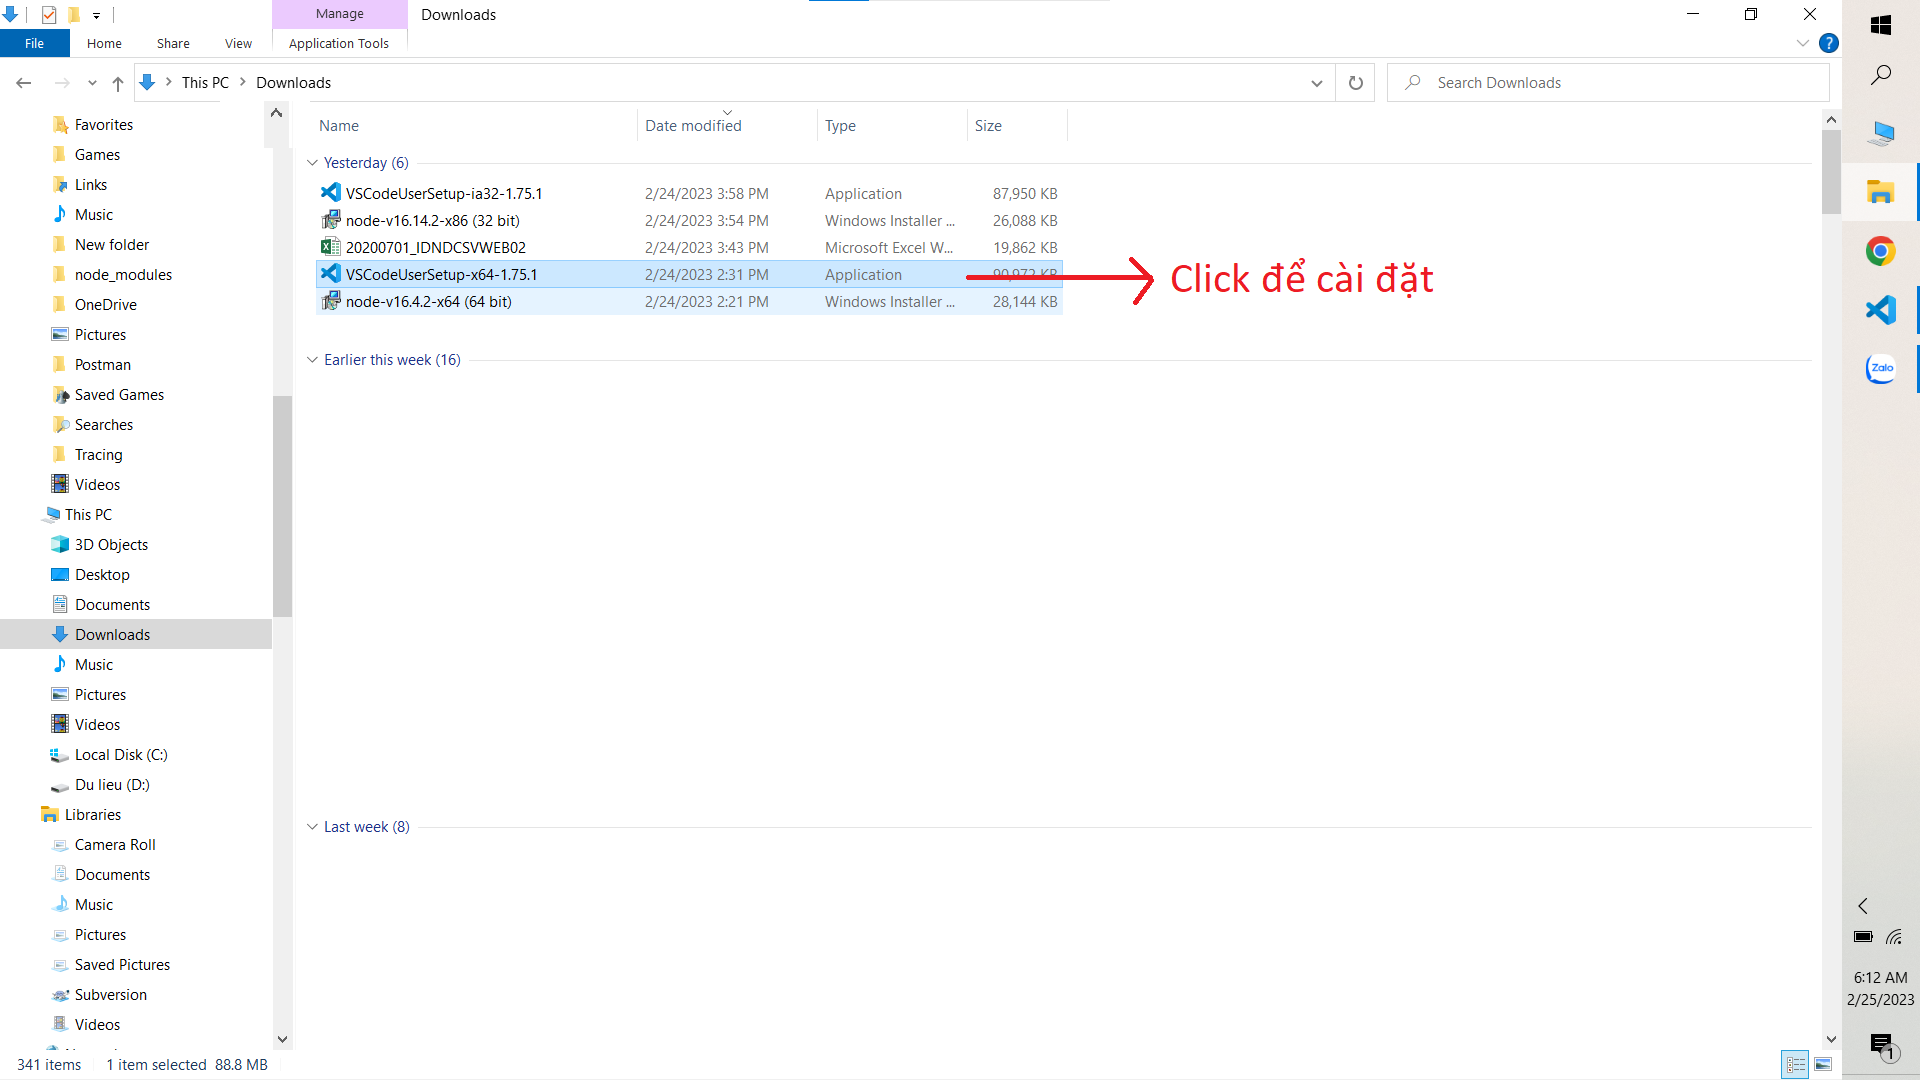 Manage
Downloads
File
Home
Share
View
Application Tools
This PC
Downloads
Search Downloads
Favorites
Games
Links
Music
New folder
node_modules
OneDrive
Pictures
Postman
Saved Games
Searches
Tracing
Videos
This PC
3D Objects
Desktop
Documents
Downloads
Music
Pictures
Videos
Local Disk (C:)
Du lieu (D:)
Libraries
Camera Roll
Documents
Music
Pictures
Saved Pictures
Subversion
Videos
Name Date modified Type Size
Yesterday (6)
VSCodeUserSetup-ia32-1.75.1 2/24/2023 3:58 PM Application 87,950 KB
node-v16.14.2-x86 (32 bit) 2/24/2023 3:54 PM Windows Installer ... 26,088 KB
20200701_IDNDCSVWEB02 2/24/2023 3:43 PM Microsoft Excel W... 19,862 KB
VSCodeUserSetup-x64-1.75.1 2/24/2023 2:31 PM Application 90,972 KB
node-v16.4.2-x64 (64 bit) 2/24/2023 2:21 PM Windows Installer ... 28,144 KB
Click để cài đặt
Earlier this week (16)
Last week (8)
341 items 1 item selected 88.8 MB
Zalo
6:12 AM
2/25/2023
1